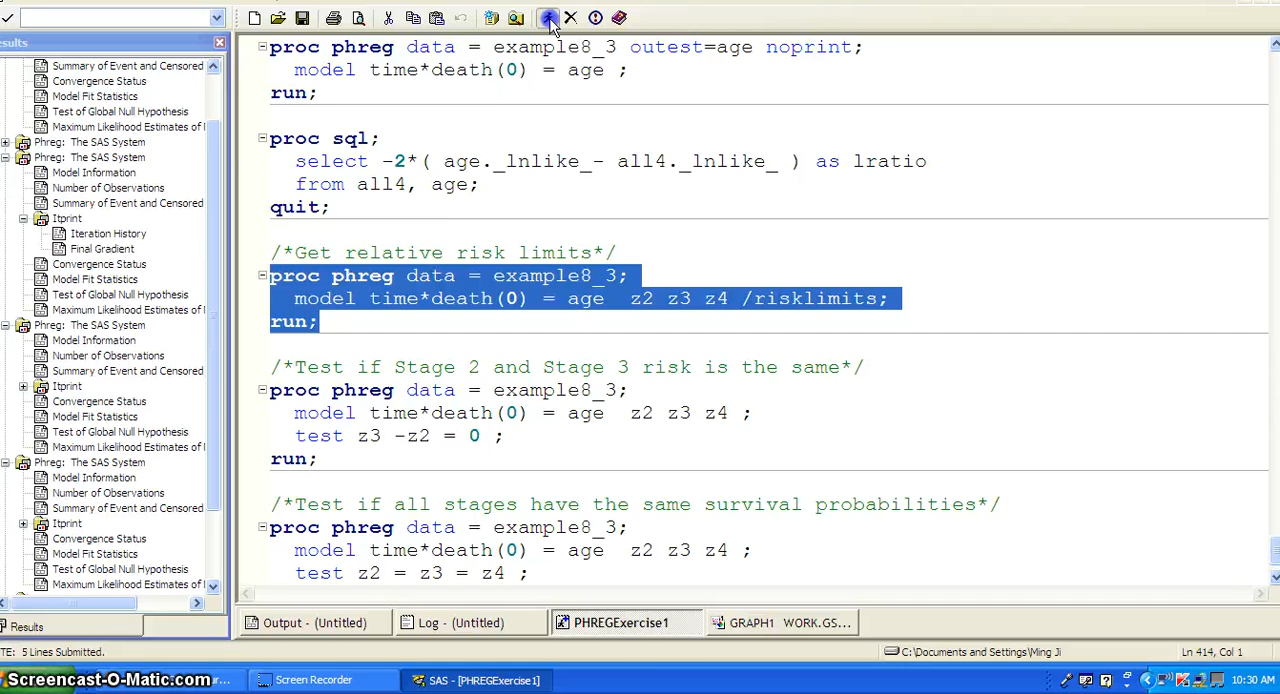 esults
Summary of Event and Censored
Convergence Status
Model Fit Statistics
Test of Global Null Hypothesis
Maximum Likelihood Estimates of
Phreg: The SAS System
Phreg: The SAS System
Model Information
Number of Observations
Summary of Event and Censored
Itprint
Iteration History
Final Gradient
Convergence Status
Model Fit Statistics
Test of Global Null Hypothesis
Maximum Likelihood Estimates of
Phreg: The SAS System
Model Information
Number of Observations
Summary of Event and Censored
Itprint
Convergence Status
Model Fit Statistics
Test of Global Null Hypothesis
Maximum Likelihood Estimates of
Phreg: The SAS System
Model Information
Number of Observations
Summary of Event and Censored
Itprint
Convergence Status
Model Fit Statistics
Test of Global Null Hypothesis
Maximum Likelihood Estimates of
Results
proc phreg data = example8_3 outest=age noprint;
model time*death(0) = age ;
run;
proc sql;
select -2*( age._lnlike_- all4._lnlike_ ) as lratio
from all4, age;
quit;
/*Get relative risk limits*/
proc phreg data = example8_3;
model time*death(0) = age z2 z3 z4 /risklimits;
run;
/*Test if Stage 2 and Stage 3 risk is the same*/
proc phreg data = example8_3;
model time*death(0) = age z2 z3 z4 ;
test z3 -z2 = 0 ;
run;
/*Test if all stages have the same survival probabilities*/
proc phreg data = example8_3;
model time*death(0) = age z2 z3 z4 ;
test z2 = z3 = z4 ;
Output - (Untitled)
Log - (Untitled)
PHREGExercise1
GRAPH1 WORK.GS...
TE: 5 Lines Submitted.
C:\Documents and Settings\Ming Ji
Ln 414, Col 1
Screencast-O-Matic.com
Screen Recorder
SAS - [PHREGExercise1]
10:30 AM